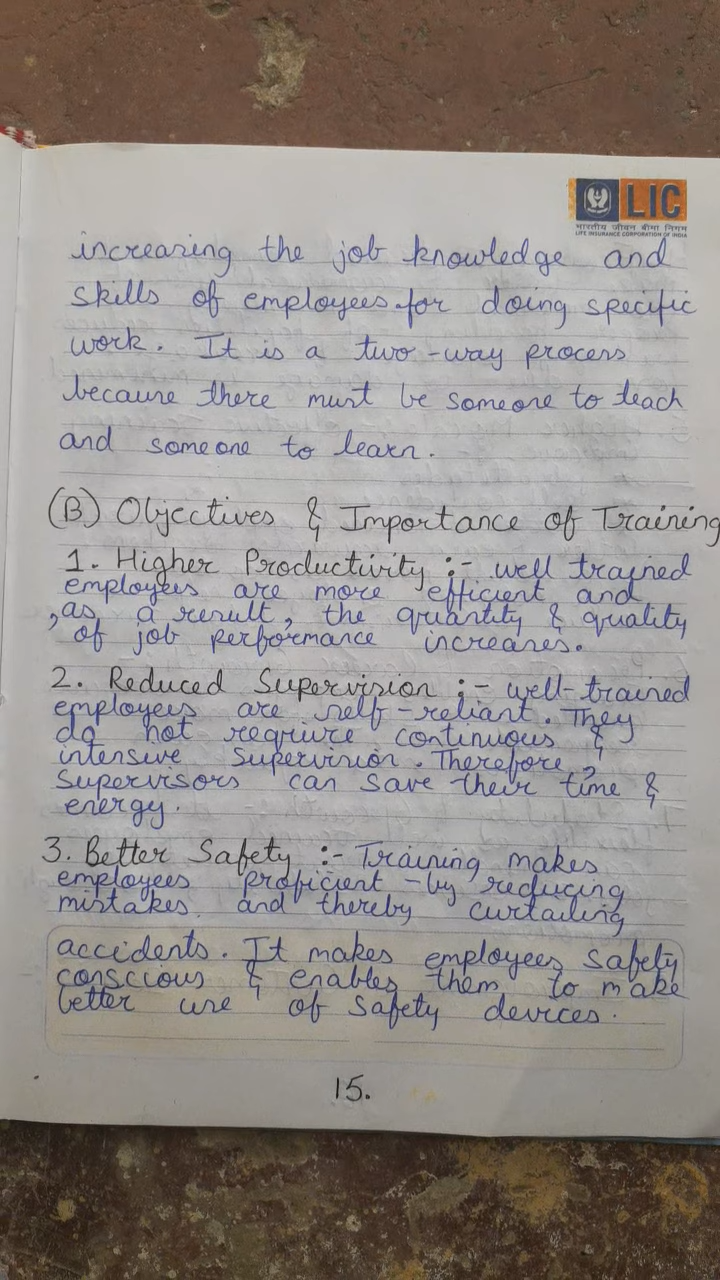 LIC
भारतीय जीवन बीमा निगम
LIFE INSURANCE CORPORATION OF INDIA
increasing the job knowledge and
skills of employees for doing specific
work. It is a two-way process
because there must be someone to teach
and someone to learn.
(B) Objectives & Importance of Training
1. Higher Productivity :- well trained
employees are more efficient and
, as a result, the quantity & quality
of job performance increases.
2. Reduced Supervision :- well-trained
employees are self-reliant. They
do not require continuous &
intensive supervision. Therefore,
supervisors can save their time &
energy.
3. Better Safety :- Training makes
employees proficient -by reducing
mistakes. and thereby curtailing
accidents. It makes employees safety
conscious & enables them to make
better use of safety devices.
15.